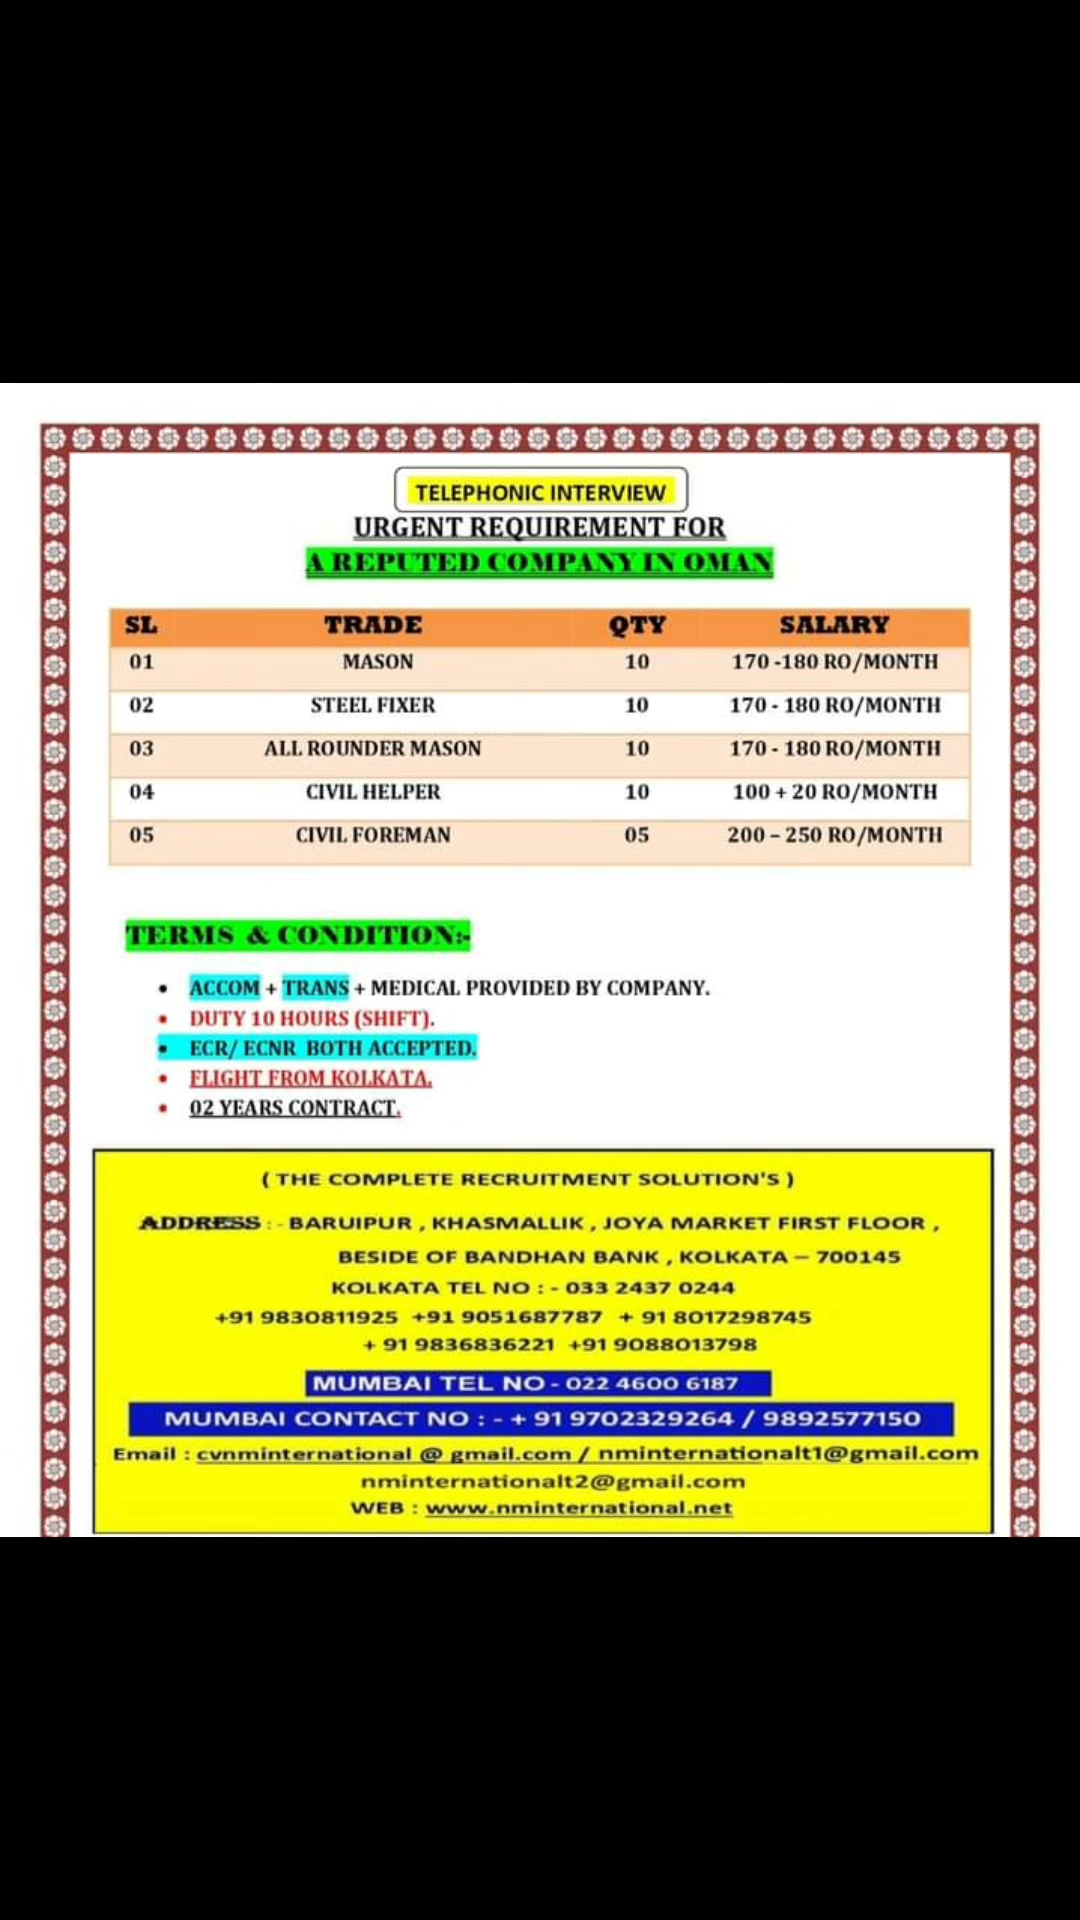 TELEPHONIC INTERVIEW
URGENT REQUIREMENT FOR
A REPUTED COMPANY IN OMAN
SL TRADE QTY SALARY
01 MASON 10 170 -180 RO/MONTH
02 STEEL FIXER 10 170 - 180 RO/MONTH
03 ALL ROUNDER MASON 10 170 - 180 RO/MONTH
04 CIVIL HELPER 10 100 + 20 RO/MONTH
05 CIVIL FOREMAN 05 200 – 250 RO/MONTH
TERMS & CONDITION:-
• ACCOM + TRANS + MEDICAL PROVIDED BY COMPANY.
• DUTY 10 HOURS (SHIFT).
• ECR/ ECNR BOTH ACCEPTED.
• FLIGHT FROM KOLKATA.
• 02 YEARS CONTRACT.
( THE COMPLETE RECRUITMENT SOLUTION'S )
ADDRESS : - BARUIPUR , KHASMALLIK , JOYA MARKET FIRST FLOOR ,
BESIDE OF BANDHAN BANK , KOLKATA – 700145
KOLKATA TEL NO : - 033 2437 0244
+91 9830811925 +91 9051687787 + 91 8017298745
+ 91 9836836221 +91 9088013798
MUMBAI TEL NO - 022 4600 6187
MUMBAI CONTACT NO : - + 91 9702329264 / 9892577150
Email : cvnminternational @ gmail.com / nminternationalt1@gmail.com
nminternationalt2@gmail.com
WEB : www.nminternational.net